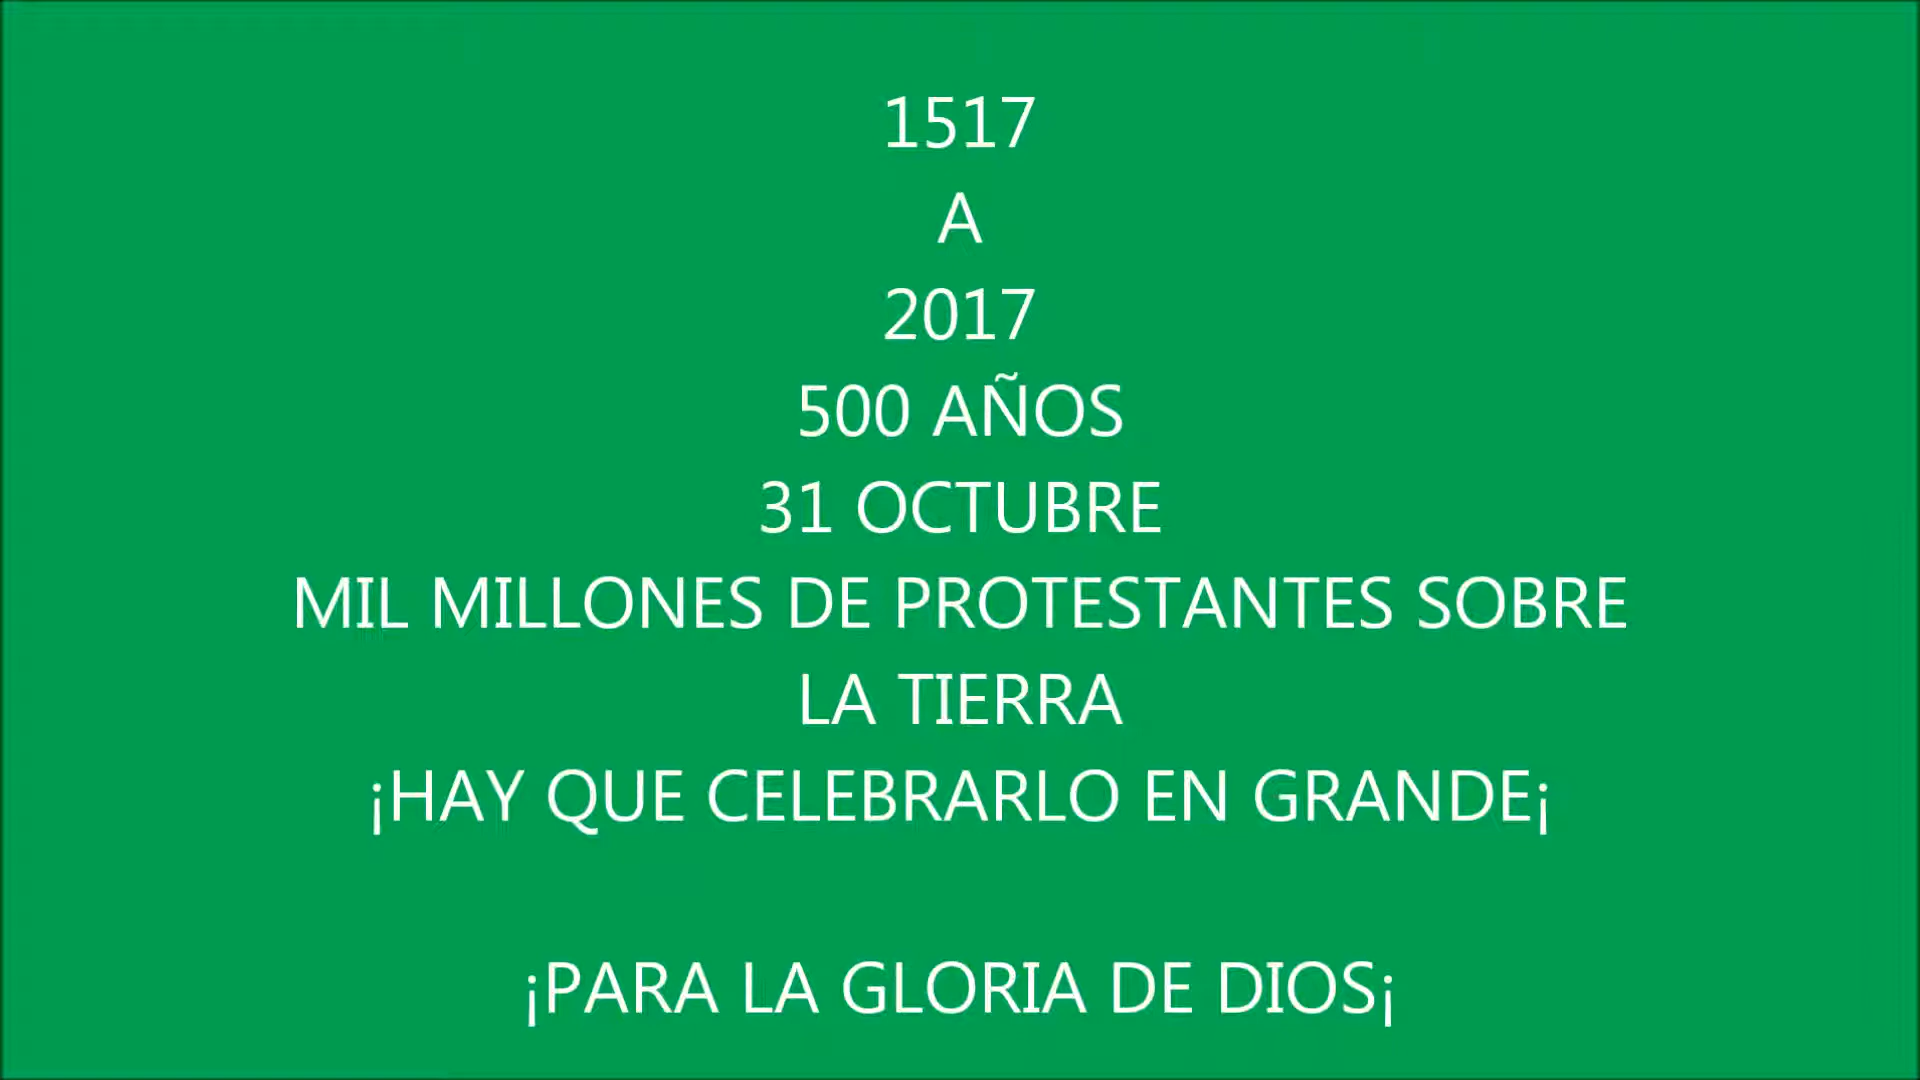 1517
A
2017
500 AÑOS
31 OCTUBRE
MIL MILLONES DE PROTESTANTES SOBRE
LA TIERRA
¡HAY QUE CELEBRARLO EN GRANDE¡
¡PARA LA GLORIA DE DIOS¡